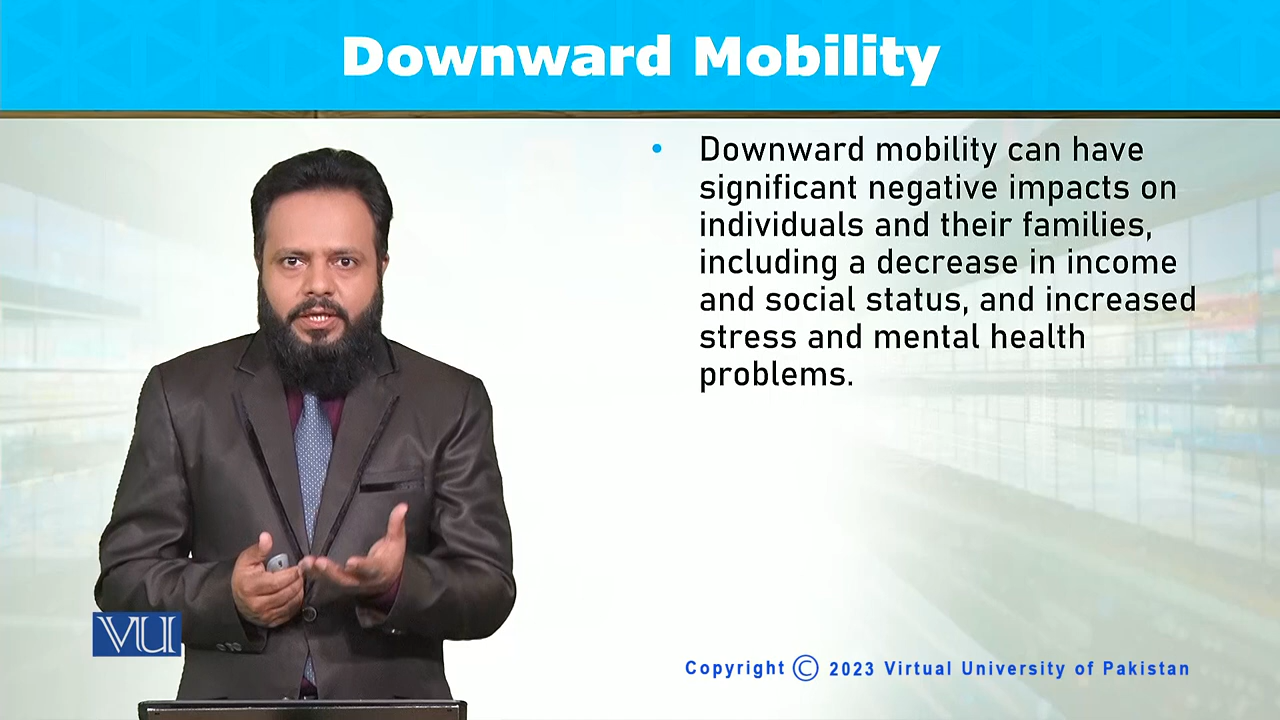 Downward Mobility
• Downward mobility can have
significant negative impacts on
individuals and their families,
including a decrease in income
and social status, and increased
stress and mental health
problems.
VU
Copyright © 2023 Virtual University of Pakistan